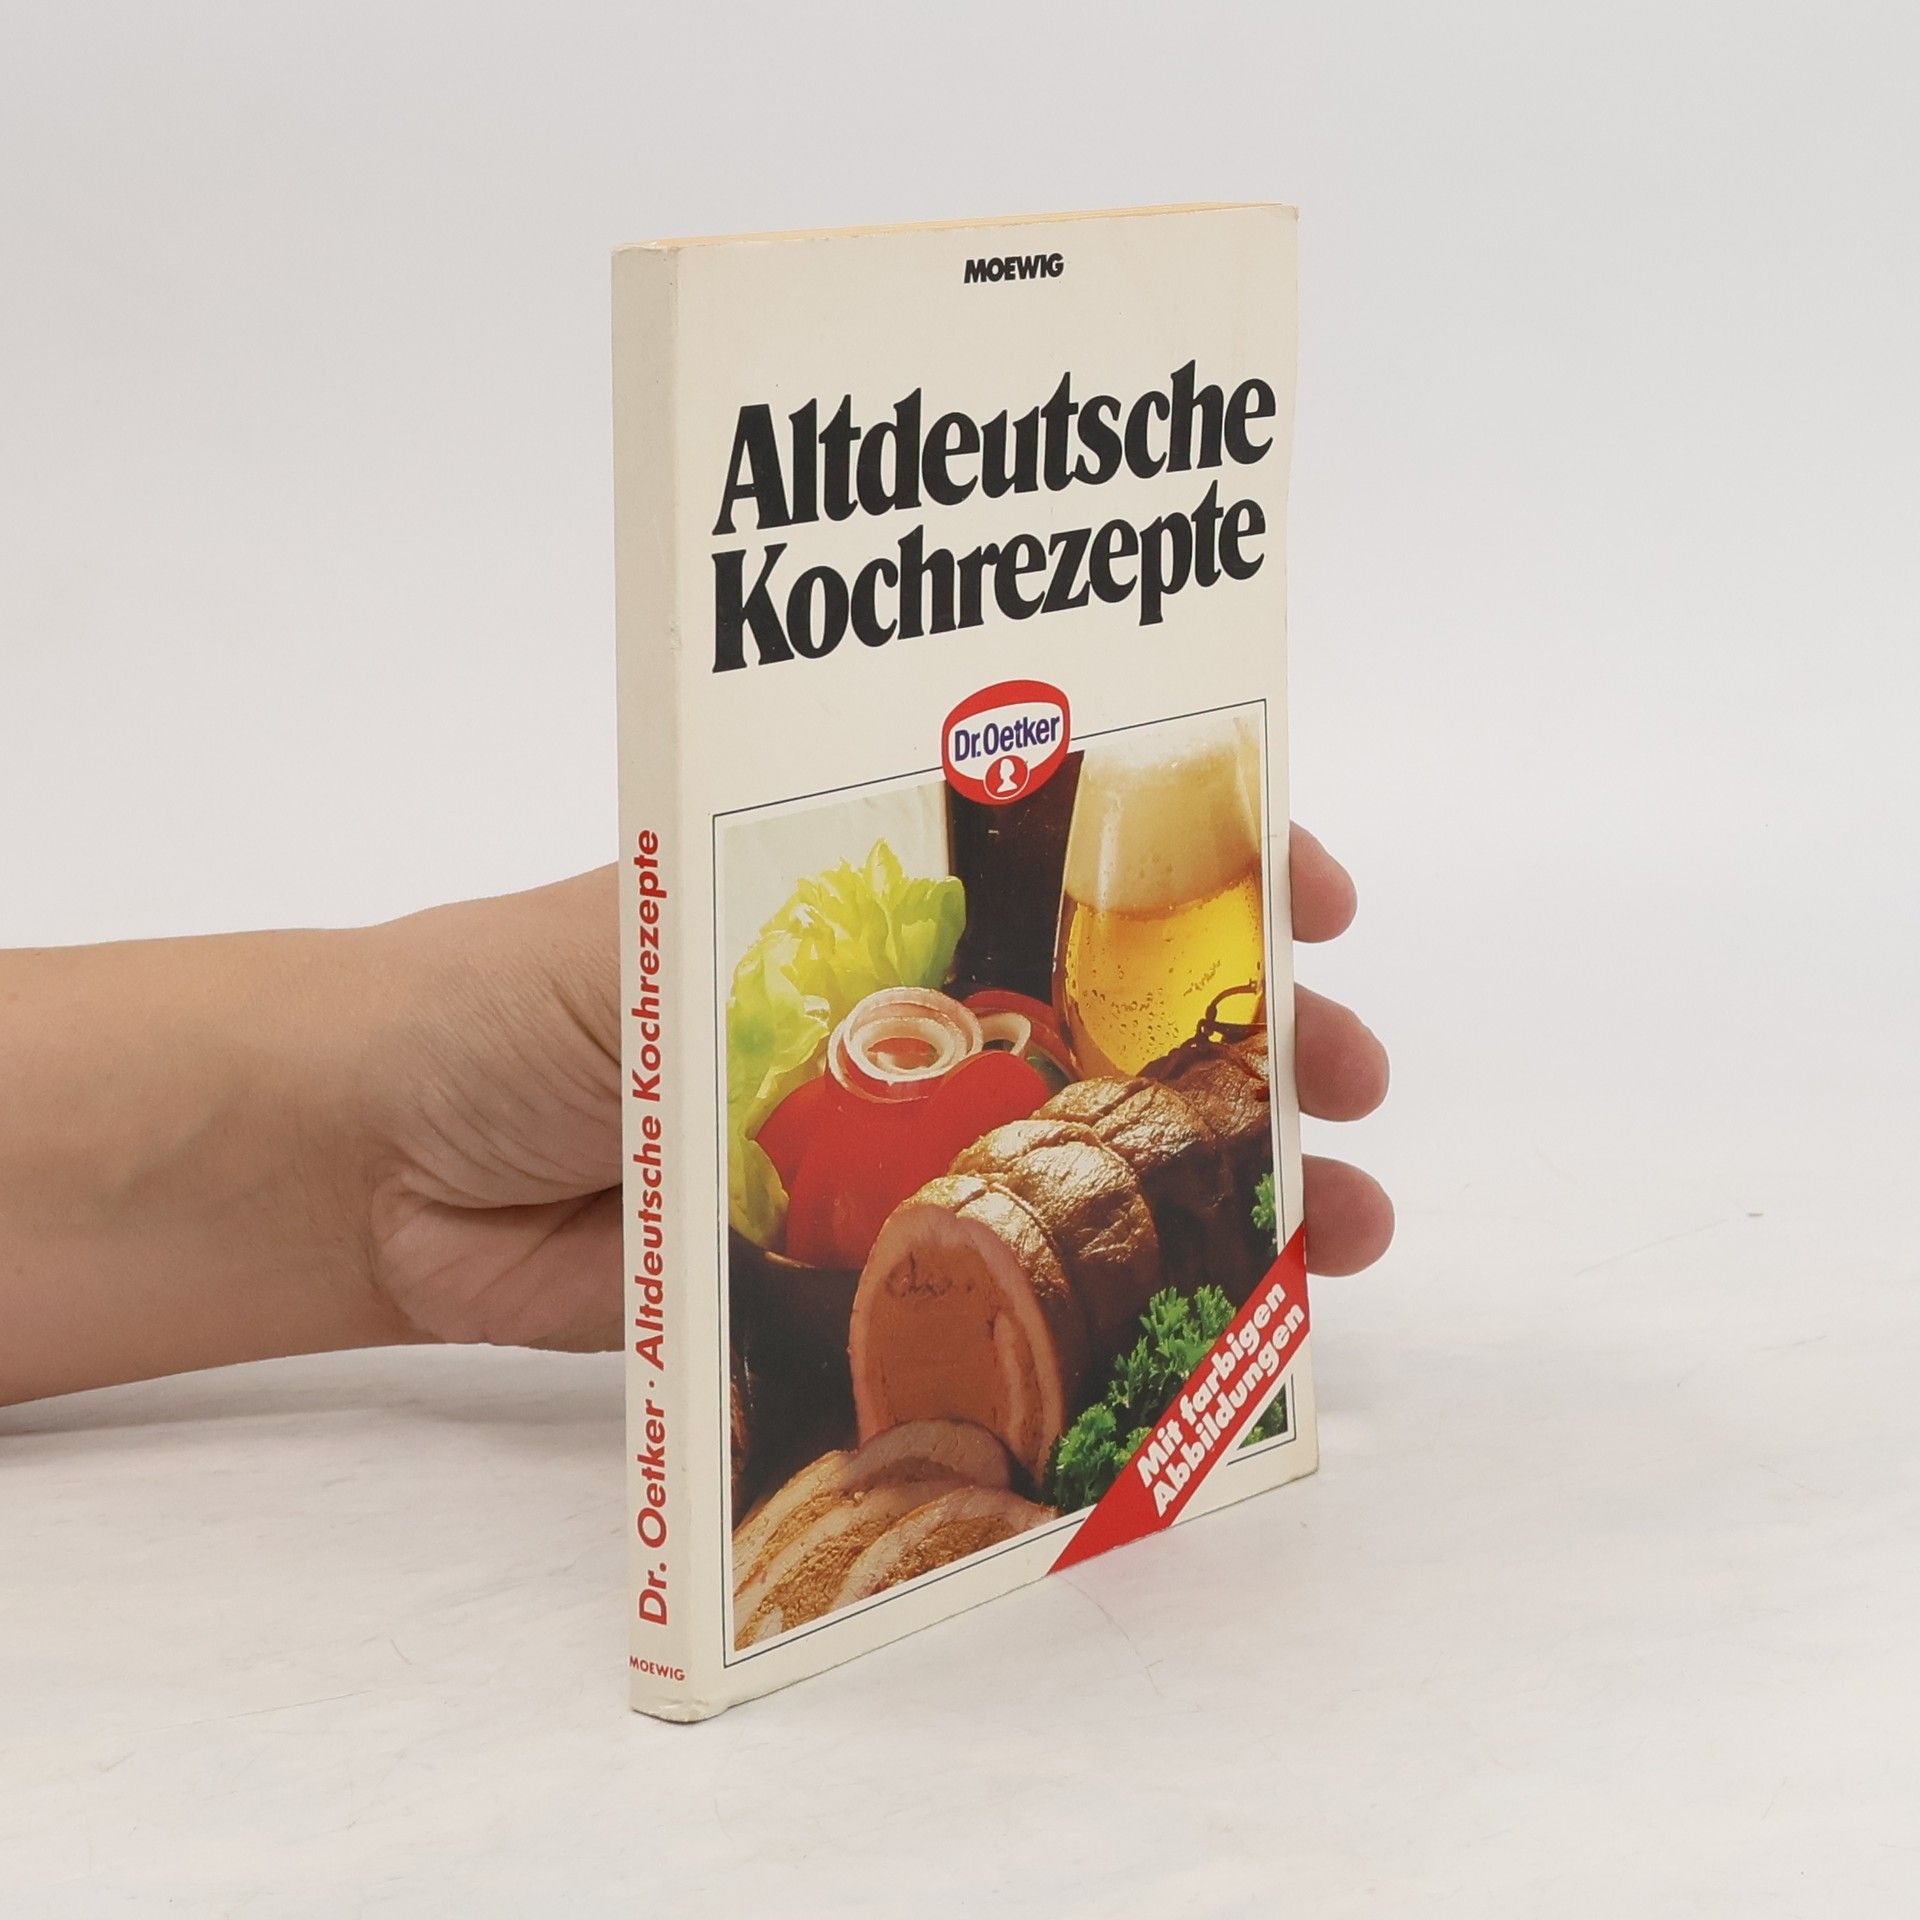 MOEWIG
Altdeutsche
Kochrezepte
Dr.Oetker
Mit farbigen
Abbildungen
Dr. Oetker · Altdeutsche Kochrezepte
MOEWIG